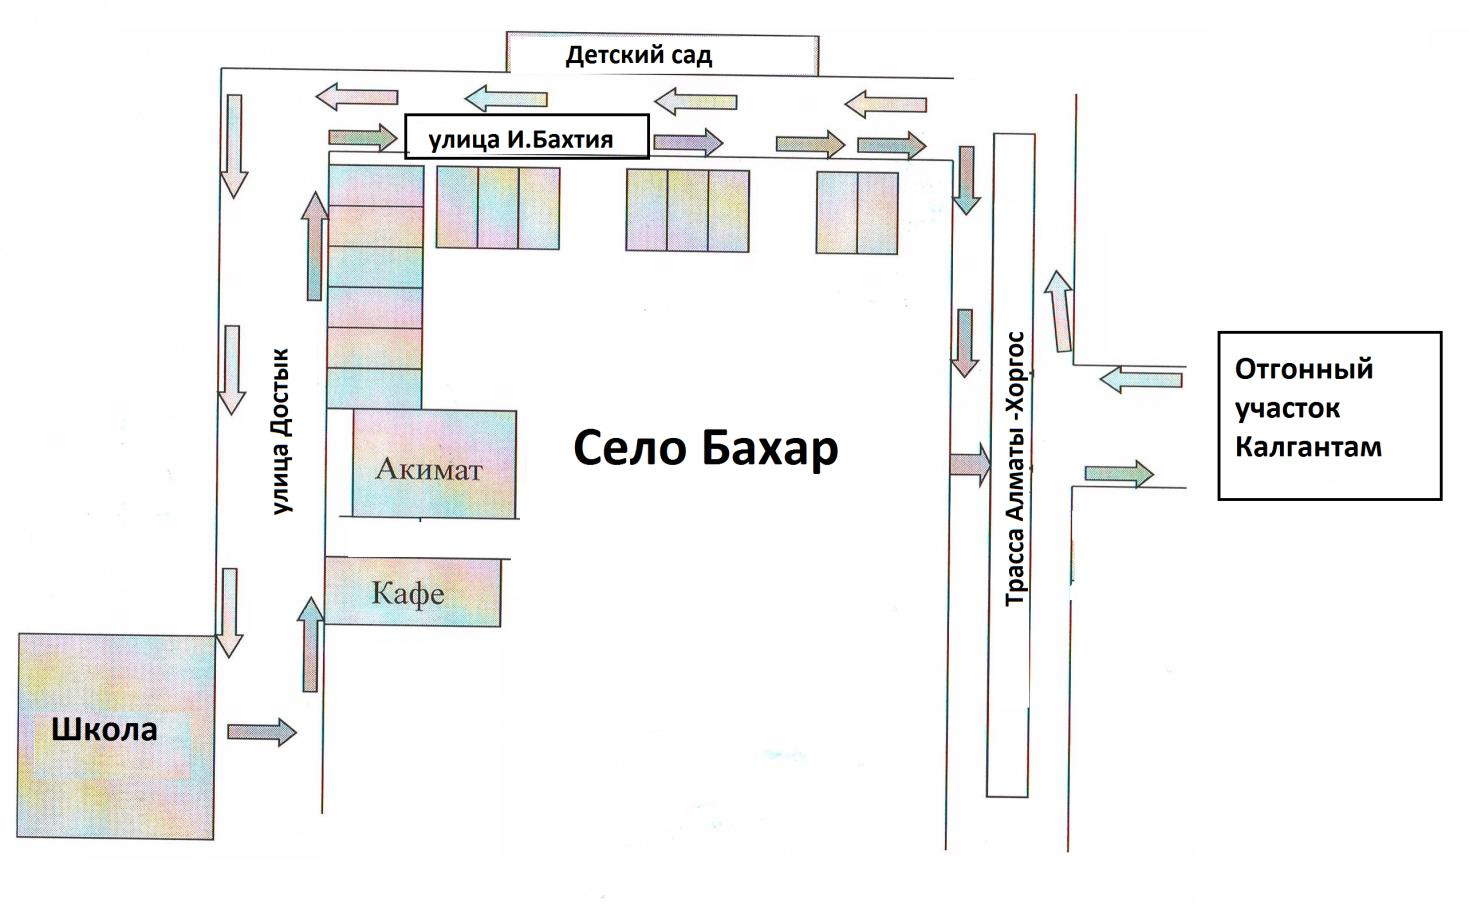 Детский сад
улица И.Бахтия
улица Достык
Акимат
Село Бахар
Кафе
Школа
Трасса Алматы -Хоргос
Отгонный
участок
Калгантам